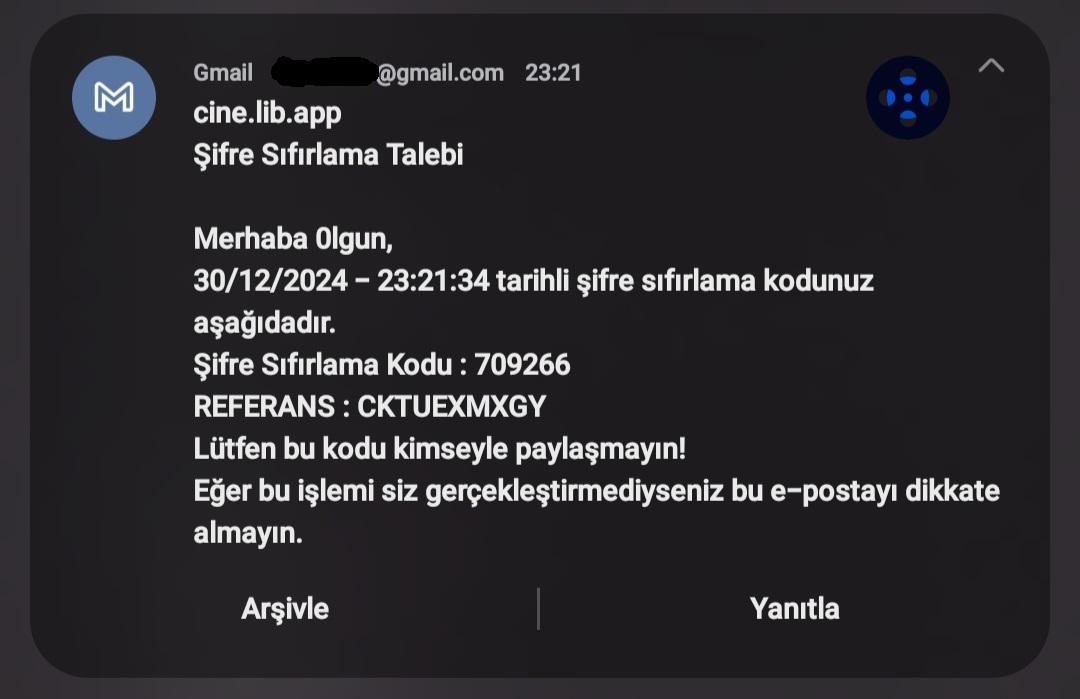 Gmail @gmail.com 23:21
cine.lib.app
Şifre Sıfırlama Talebi
Merhaba 0lgun,
30/12/2024 – 23:21:34 tarihli şifre sıfırlama kodunuz
aşağıdadır.
Şifre Sıfırlama Kodu : 709266
REFERANS : CKTUEXMXGY
Lütfen bu kodu kimseyle paylaşmayın!
Eğer bu işlemi siz gerçekleştirmediyseniz bu e-postayı dikkate
almayın.
Arşivle Yanıtla